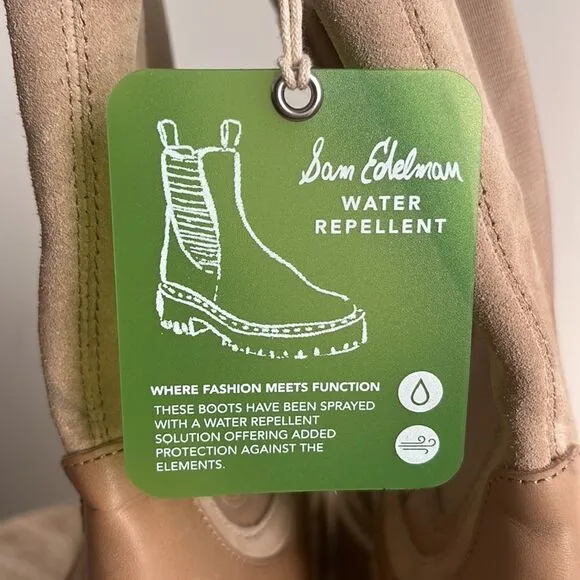 Sam Edelman
WATER
REPELLENT
WHERE FASHION MEETS FUNCTION
THESE BOOTS HAVE BEEN SPRAYED
WITH A WATER REPELLENT
SOLUTION OFFERING ADDED
PROTECTION AGAINST THE
ELEMENTS.